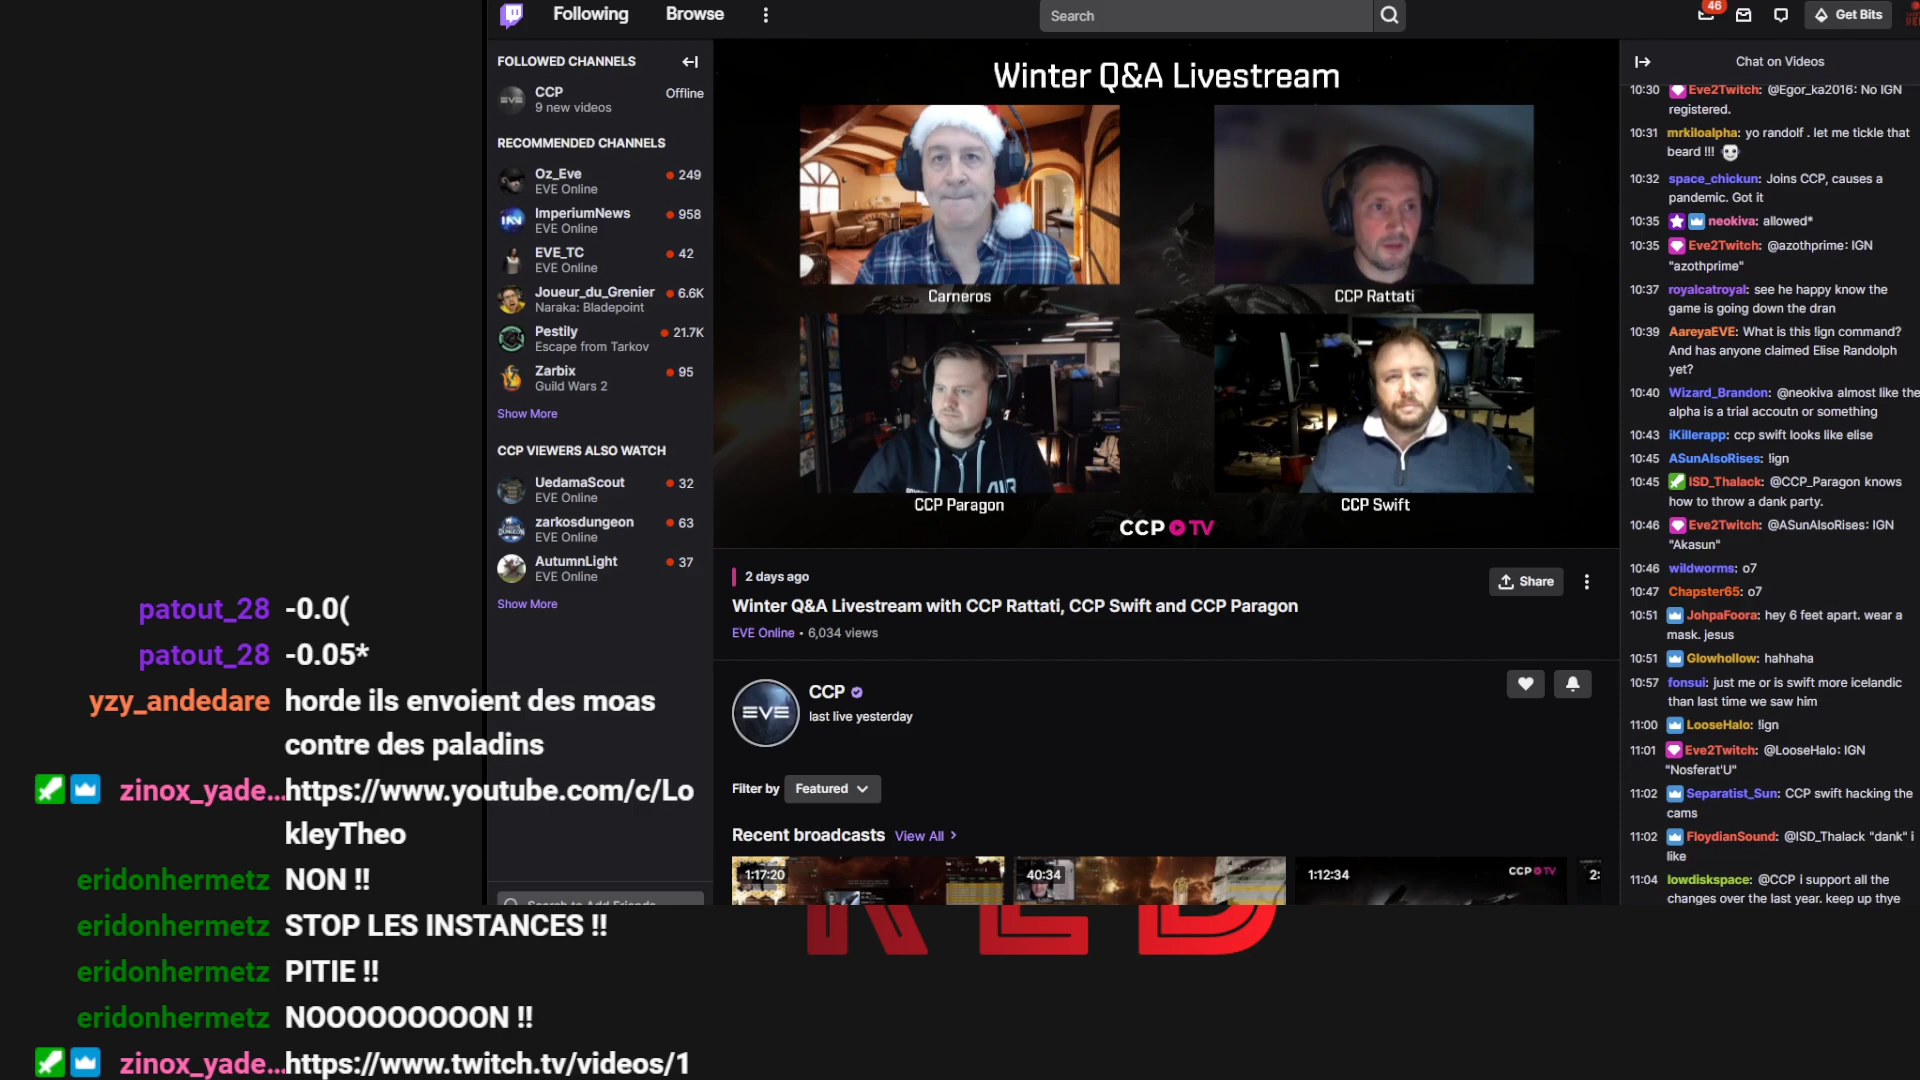 Following
Browse
Search
46
Get Bits
FOLLOWED CHANNELS
CCP
Offline
9 new videos
RECOMMENDED CHANNELS
Oz_Eve
249
EVE Online
ImperiumNews
958
EVE Online
EVE_TC
42
EVE Online
Joueur_du_Grenier
6.6K
Naraka: Bladepoint
Pestily
21.7K
Escape from Tarkov
Zarbix
95
Guild Wars 2
Show More
CCP VIEWERS ALSO WATCH
UedamaScout
32
EVE Online
zarkosdungeon
63
EVE Online
AutumnLight
37
EVE Online
Show More
Search to Add Friends
Winter Q&A Livestream
Carneros
CCP Rattati
CCP Paragon
CCP Swift
CCP TV
2 days ago
Share
Winter Q&A Livestream with CCP Rattati, CCP Swift and CCP Paragon
EVE Online • 6,034 views
EVE
CCP
last live yesterday
Filter by
Featured
Recent broadcasts
View All
1:17:20
40:34
1:12:34
CCP TV
2:
Chat on Videos
10:30 Eve2Twitch: @Egor_ka2016: No IGN
registered.
10:31 mrkiloalpha: yo randolf . let me tickle that
beard !!!
10:32 space_chickun: Joins CCP, causes a
pandemic. Got it
10:35 neokiva: allowed*
10:35 Eve2Twitch: @azothprime: IGN
"azothprime"
10:37 royalcatroyal: see he happy know the
game is going down the dran
10:39 AareyaEVE: What is this !ign command?
And has anyone claimed Elise Randolph
yet?
10:40 Wizard_Brandon: @neokiva almost like the
alpha is a trial accoutn or something
10:43 iKillerapp: ccp swift looks like elise
10:45 ASunAlsoRises: !ign
10:45 ISD_Thalack: @CCP_Paragon knows
how to throw a dank party.
10:46 Eve2Twitch: @ASunAlsoRises: IGN
"Akasun"
10:46 wildworms: o7
10:47 Chapster65: o7
10:51 JohpaFoora: hey 6 feet apart. wear a
mask. jesus
10:51 Glowhollow: hahhaha
10:57 fonsui: just me or is swift more icelandic
than last time we saw him
11:00 LooseHalo: !ign
11:01 Eve2Twitch: @LooseHalo: IGN
"Nosferat'U"
11:02 Separatist_Sun: CCP swift hacking the
cams
11:02 FloydianSound: @ISD_Thalack "dank" i
like
11:04 lowdiskspace: @CCP i support all the
changes over the last year. keep up thye
patout_28 -0.0(
patout_28 -0.05*
yzy_andedare horde ils envoient des moas
contre des paladins
zinox_yade... https://www.youtube.com/c/Lo
kleyTheo
eridonhermetz NON !!
eridonhermetz STOP LES INSTANCES !!
eridonhermetz PITIE !!
eridonhermetz NOOOOOOOOON !!
zinox_yade... https://www.twitch.tv/videos/1
RED